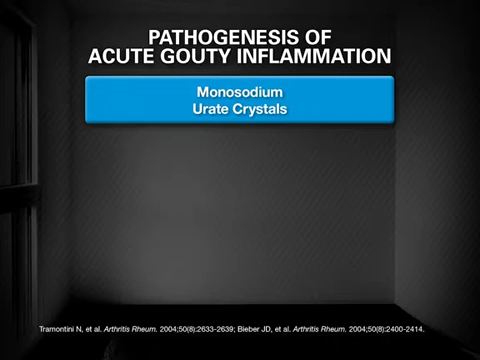 PATHOGENESIS OF
ACUTE GOUTY INFLAMMATION
Monosodium
Urate Crystals
Tramontini N, et al. Arthritis Rheum. 2004;50(8):2633-2639; Bieber JD, et al. Arthritis Rheum. 2004;50(8):2400-2414.